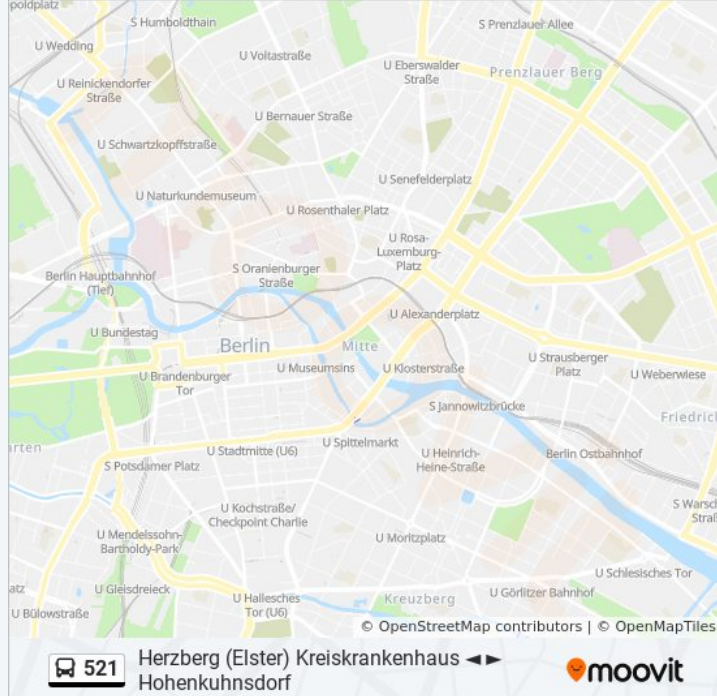 poldplatz
S Humboldthain
S Prenzlauer Allee
U Wedding
U Voltastraße
U Eberswalder
Straße
Prenzlauer Berg
U Reinickendorfer
Straße
U Bernauer Straße
U Schwartzkopffstraße
U Senefelderplatz
U Naturkundemuseum
U Rosenthaler Platz
U Rosa-
Luxemburg-
Platz
S Oranienburger
Straße
Berlin Hauptbahnhof
(Tief)
U Alexanderplatz
U Bundestag
Berlin
Mitte
U Strausberger
Platz
U Museumsins
U Klosterstraße
U Weberwiese
U Brandenburger
Tor
S Jannowitzbrücke
Friedric
arten
U Spittelmarkt
U Stadtmitte (U6)
U Heinrich-
Heine-Straße
Berlin Ostbahnhof
S Potsdamer Platz
S Warsc
Straß
U Kochstraße/
Checkpoint Charlie
U Mendelssohn-
Bartholdy-Park
U Moritzplatz
U Schlesisches Tor
atz
U Gleisdreieck
U Hallesches
Tor (U6)
Kreuzberg
U Görlitzer Bahnhof
U Bülowstraße
© OpenStreetMap contributors | © OpenMapTiles
521
Herzberg (Elster) Kreiskrankenhaus ◄►
Hohenkuhnsdorf
moovit